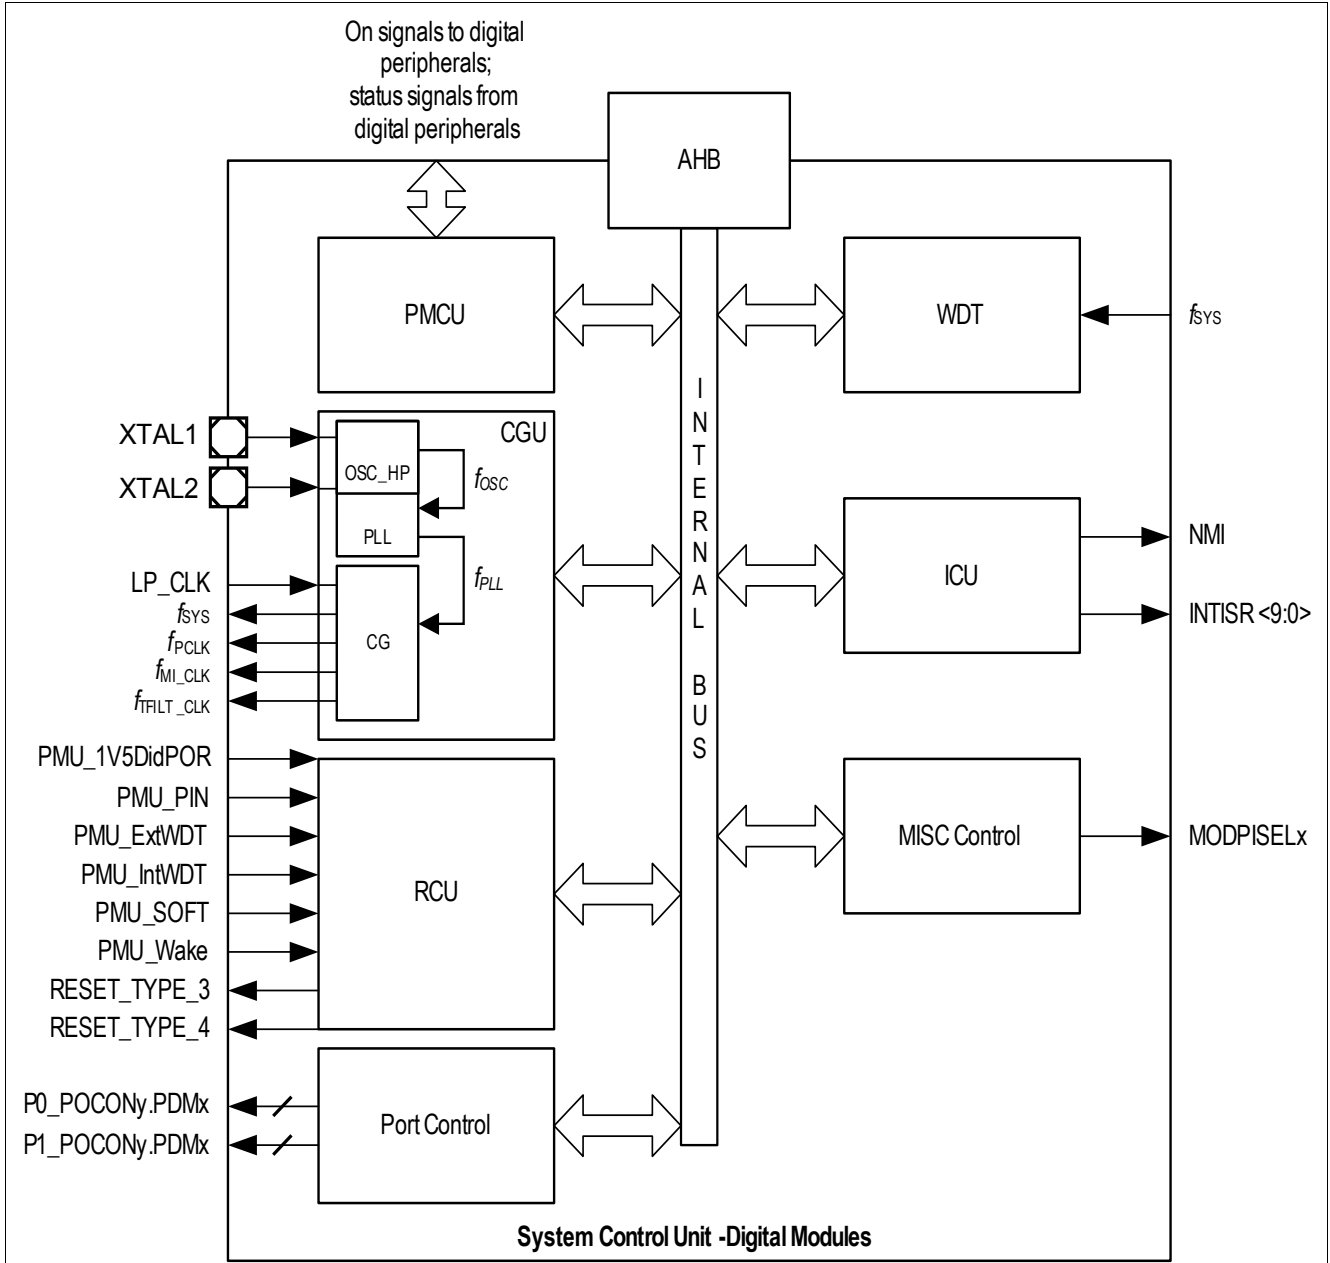 On signals to digital
peripherals;
status signals from
digital peripherals
AHB
PMCU
WDT
fSYS
INTERNAL BUS
XTAL1
XTAL2
CGU
OSC_HP
fOSC
PLL
fPLL
LP_CLK
fSYS
fPCLK
fMI_CLK
fTFILT_CLK
CG
ICU
NMI
INTISR <9:0>
PMU_1V5DidPOR
PMU_PIN
PMU_ExtWDT
PMU_IntWDT
PMU_SOFT
PMU_Wake
RESET_TYPE_3
RESET_TYPE_4
RCU
MISC Control
MODPISELx
P0_POCONy.PDMx
P1_POCONy.PDMx
Port Control
System Control Unit -Digital Modules